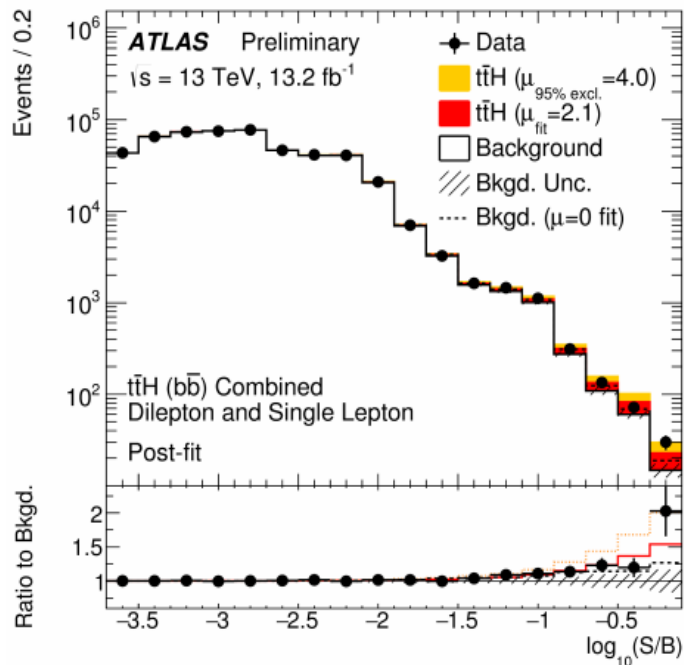 Events / 0.2
10⁶
10⁵
10⁴
10³
10²
ATLAS Preliminary
√s = 13 TeV, 13.2 fb⁻¹
Data
tt̄H (μ95% excl.=4.0)
tt̄H (μfit=2.1)
Background
Bkgd. Unc.
Bkgd. (μ=0 fit)
tt̄H (bb̄) Combined
Dilepton and Single Lepton
Post-fit
Ratio to Bkgd.
2
1.5
1
−3.5 −3 −2.5 −2 −1.5 −1 −0.5
log₁₀(S/B)